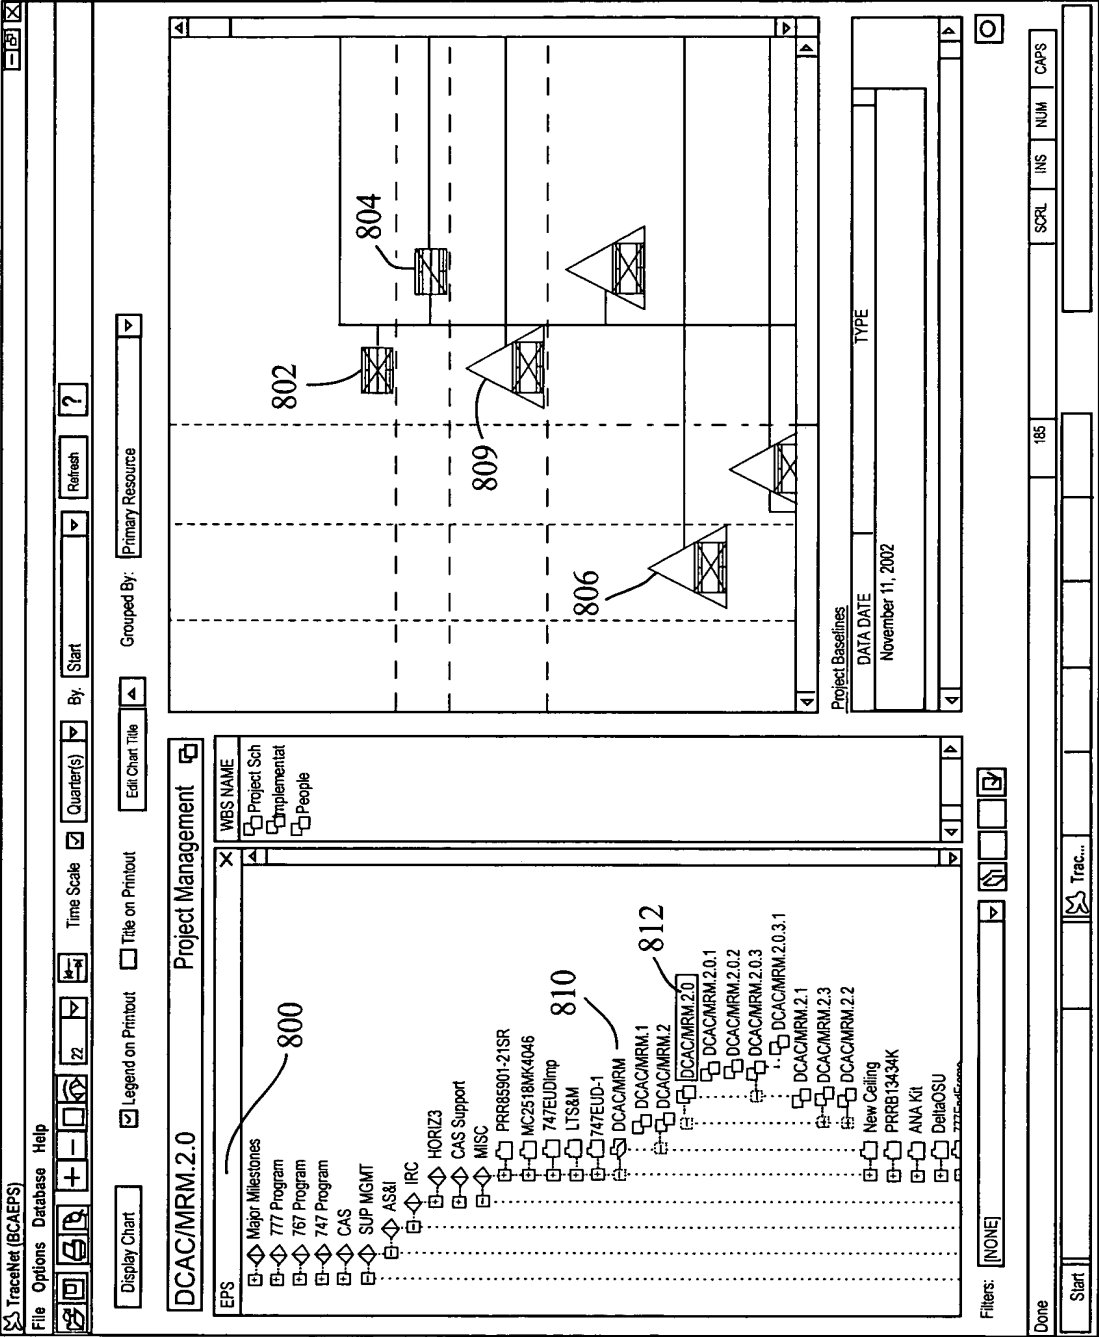 TraceNet (BCAEPS)
File Options Database Help
22 Time Scale Quarter(s) By. Start Refresh ?
Display Chart Legend on Printout Title on Printout Edit Chart Title Grouped By: Primary Resource
DCAC/MRM.2.0 Project Management
EPS
800
Major Milestones
777 Program
767 Program
747 Program
CAS
SUP MGMT
AS&I
IRC
HORIZ3
CAS Support
MISC
PRR85901-21SR
MC2518MK4046
747EUDImp
LTS&M
747EUD-1
DCAC/MRM
810
DCAC/MRM.1
DCAC/MRM.2
812
DCAC/MRM.2.0
DCAC/MRM.2.0.1
DCAC/MRM.2.0.2
DCAC/MRM.2.0.3
DCAC/MRM.2.0.3.1
DCAC/MRM.2.1
DCAC/MRM.2.3
DCAC/MRM.2.2
New Ceiling
PRRB13434K
ANA Kit
DeltaOSU
WBS NAME
Project Sch
Implementat
People
802
804
809
806
Project Baselines
DATA DATE TYPE
November 11, 2002
Filters: [NONE]
Done 185 SCRL INS NUM CAPS
Start Trac...